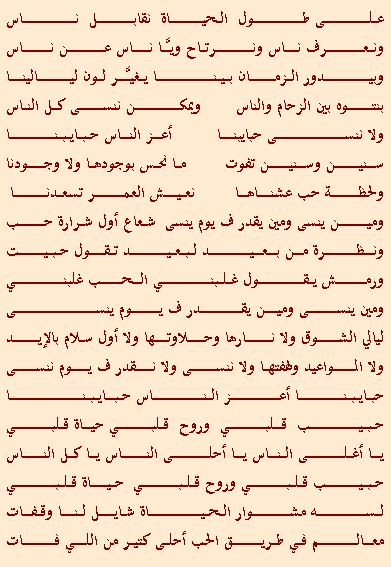 على طول الحياة نقابل ناس
ونعرف ناس ونرتاح ويَّا ناس عن ناس
وبيدور الزمان بينا يغيَّر لون ليالينا
بنتوه بين الزحام والناس ويمكن ننسى كل الناس
ولا ننسى حبايبنا أعز الناس حبايبنا
سنين وسنين تفوت ما نحس بوجودها ولا وجودنا
ولحظة حب عشناها نعيش العمر تسعدنا
ومين ينسى ومين يقدر ف يوم ينسى شعاع أول شرارة حب
ونظرة من بعيد لبعيد تقول حبيت
ورمش يقول غلبني الحب غلبني
ومين ينسى ومين يقدر ف يوم ينسى
ليالي الشوق ولا نارها وحلاوتها ولا أول سلام بالإيد
ولا المواعيد ولهفتها ولا ننسى ولا نقدر ف يوم ننسى
حبايبنا أعز الناس حبايبنا
حبيب قلبي وروح قلبي حياة قلبي
يا أغلى الناس يا أحلى الناس يا كل الناس
حبيب قلبي وروح قلبي حياة قلبي
لسه مشوار الحياة شايل لنا وقفات
معالم في طريق الحب أحلى كتير من اللي فات